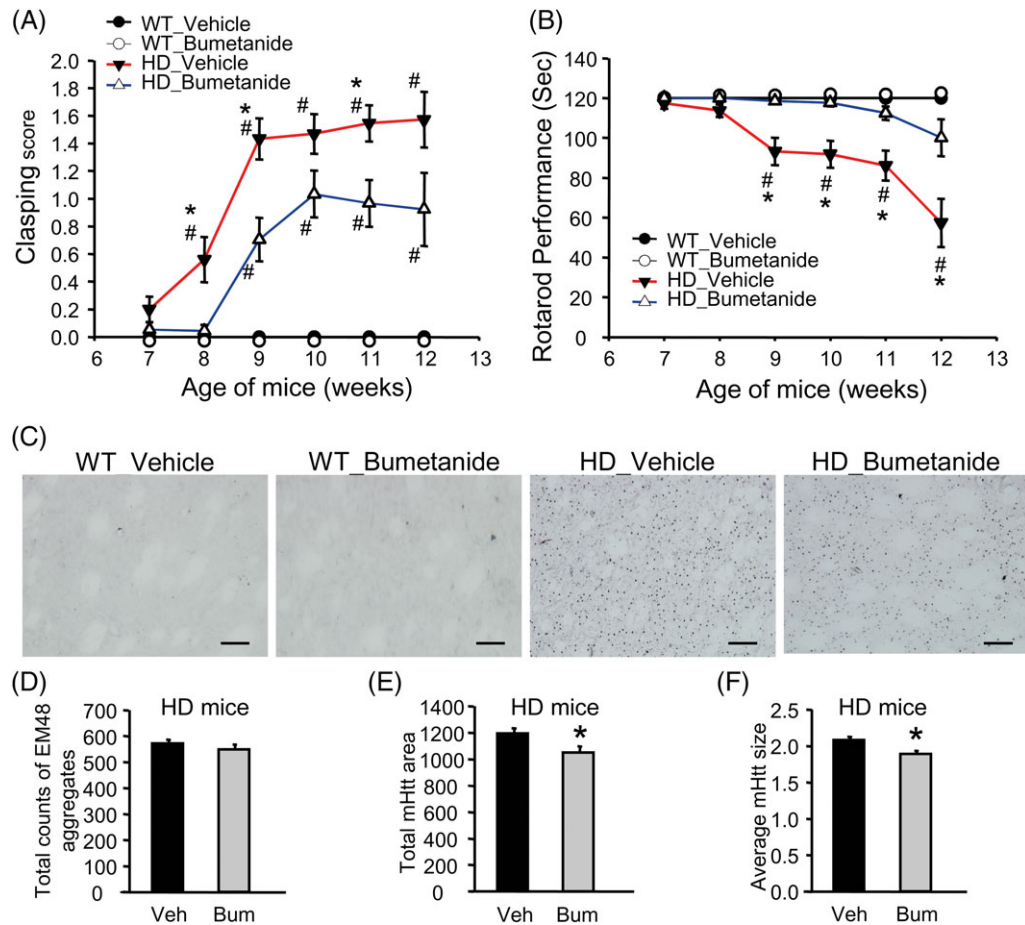 (A)
WT_Vehicle
WT_Bumetanide
HD_Vehicle
HD_Bumetanide
Clasping score
2.0
1.8
1.6
1.4
1.2
1.0
0.8
0.6
0.4
0.2
0.0
* # * # # * # #
# # # #
6 7 8 9 10 11 12 13
Age of mice (weeks)
(B)
Rotarod Performance (Sec)
140
120
100
80
60
40
20
0
# # # #
* * * *
WT_Vehicle
WT_Bumetanide
HD_Vehicle
HD_Bumetanide
6 7 8 9 10 11 12 13
Age of mice (weeks)
(C)
WT_Vehicle WT_Bumetanide HD_Vehicle HD_Bumetanide
(D)
HD mice
Total counts of EM48
aggregates
700
600
500
400
300
200
100
0
Veh Bum
(E)
HD mice
Total mHtt area
1400
1200
1000
800
600
400
200
0
*
Veh Bum
(F)
HD mice
Average mHtt size
2.5
2.0
1.5
1.0
0.5
0.0
*
Veh Bum